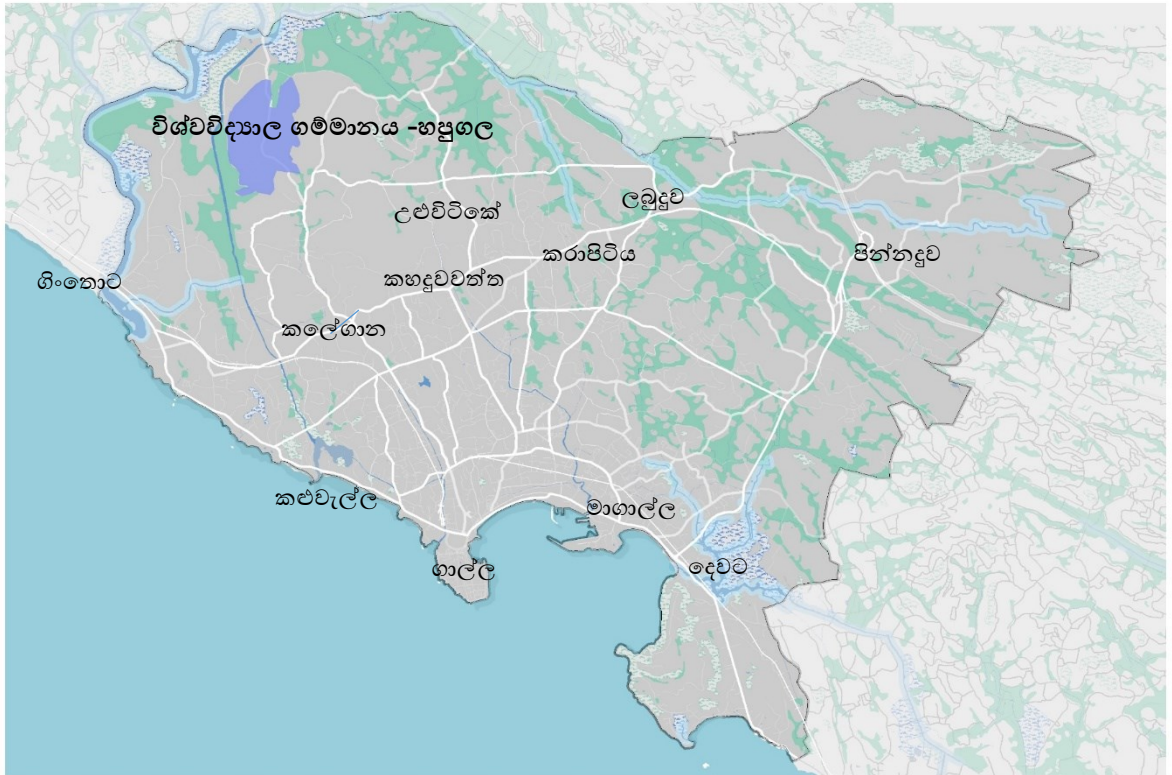 විශ්වවිද්‍යාල ගම්මානය -හපුගල
ලබුදූව
උළුවිටිකේ
කරාපිටිය
පින්නදූව
ගිංතොට
කහදූවවත්ත
කලේගාන
කළුවැල්ල
මාගාල්ල
ගාල්ල
දෙවට